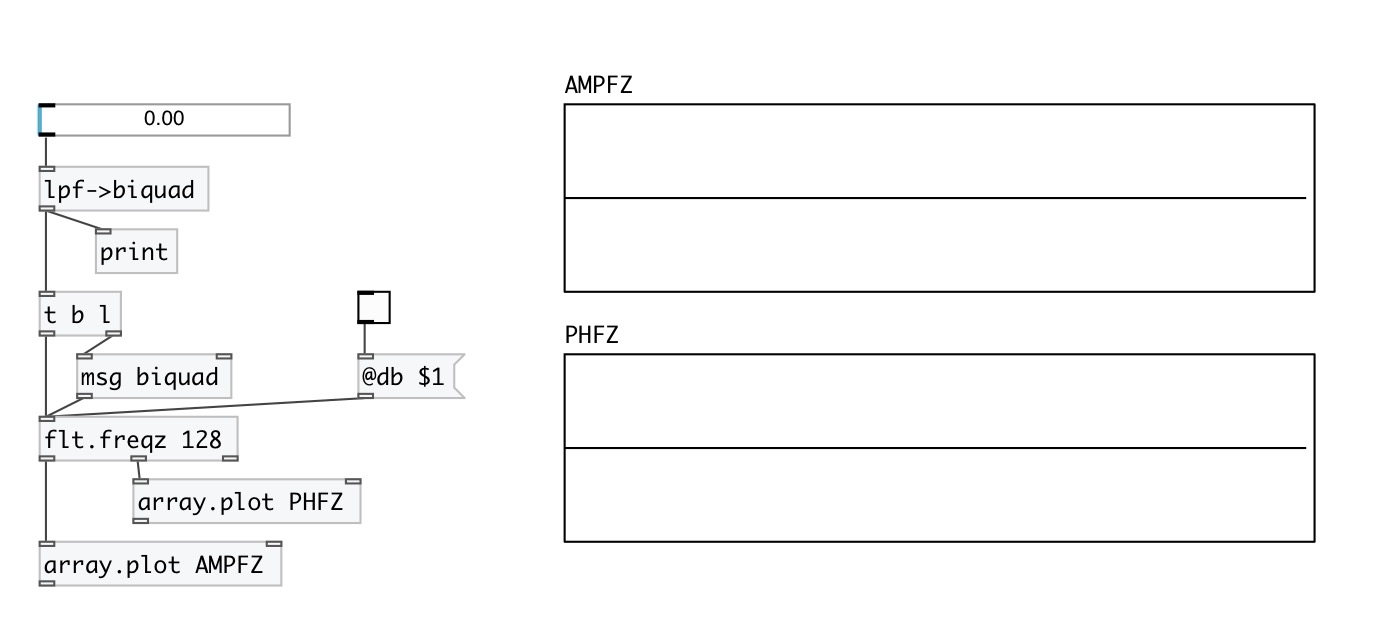 AMPFZ
0.00
lpf->biquad
print
t b l
PHFZ
msg biquad
@db $1
flt.freqz 128
array.plot PHFZ
array.plot AMPFZ